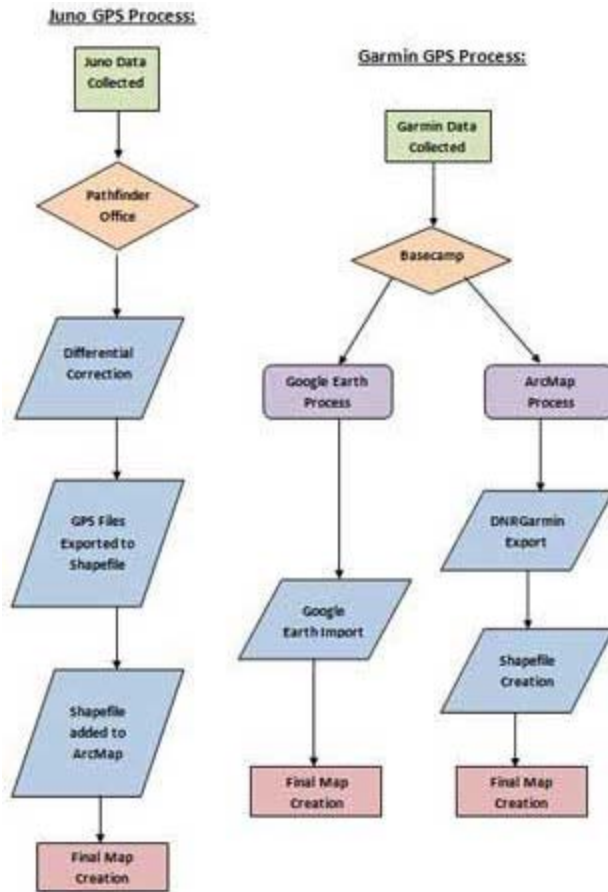 Juno GPS Process:
Juno Data
Collected
Pathfinder
Office
Differential
Correction
GPS Files
Exported to
Shapefile
Shapefile
added to
ArcMap
Final Map
Creation
Garmin GPS Process:
Garmin Data
Collected
Basecamp
Google Earth
Process
Google
Earth Import
Final Map
Creation
ArcMap
Process
DNRGarmin
Export
Shapefile
Creation
Final Map
Creation